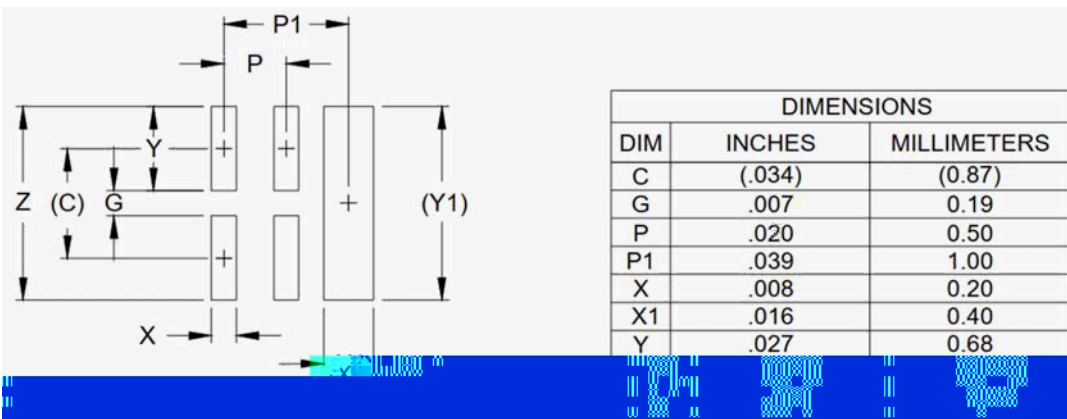 P1
P
Y
Z (C) G (Y1)
X
DIMENSIONS
DIM INCHES MILLIMETERS
C (.034) (0.87)
G .007 0.19
P .020 0.50
P1 .039 1.00
X .008 0.20
X1 .016 0.40
Y .027 0.68